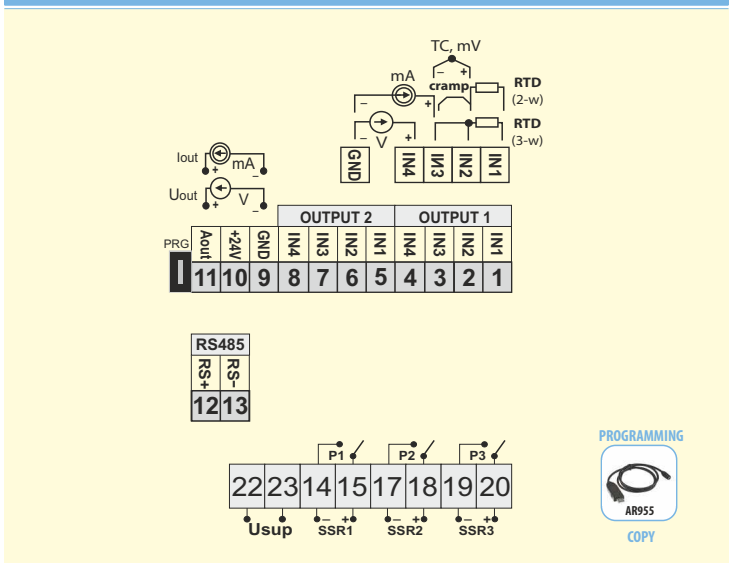 TC, mV
– +
mA
cramp
RTD
(2-w)
– +
RTD
(3-w)
– V +
GND IN4 IN3 IN2 IN1
Iout + mA –
Uout + V –
OUTPUT 2 OUTPUT 1
PRG Aout +24V GND IN4 IN3 IN2 IN1 IN4 IN3 IN2 IN1
11 10 9 8 7 6 5 4 3 2 1
RS485
RS+ RS–
12 13
P1 P2 P3
22 23 14 15 17 18 19 20
– + – + – +
Usup SSR1 SSR2 SSR3
PROGRAMMING
AR955
COPY